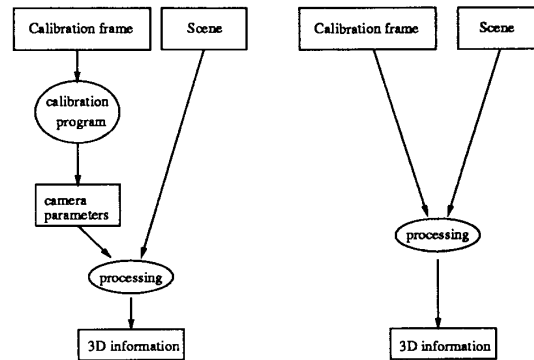 Calibration frame
Scene
calibration
program
camera
parameters
processing
3D information
Calibration frame
Scene
processing
3D information